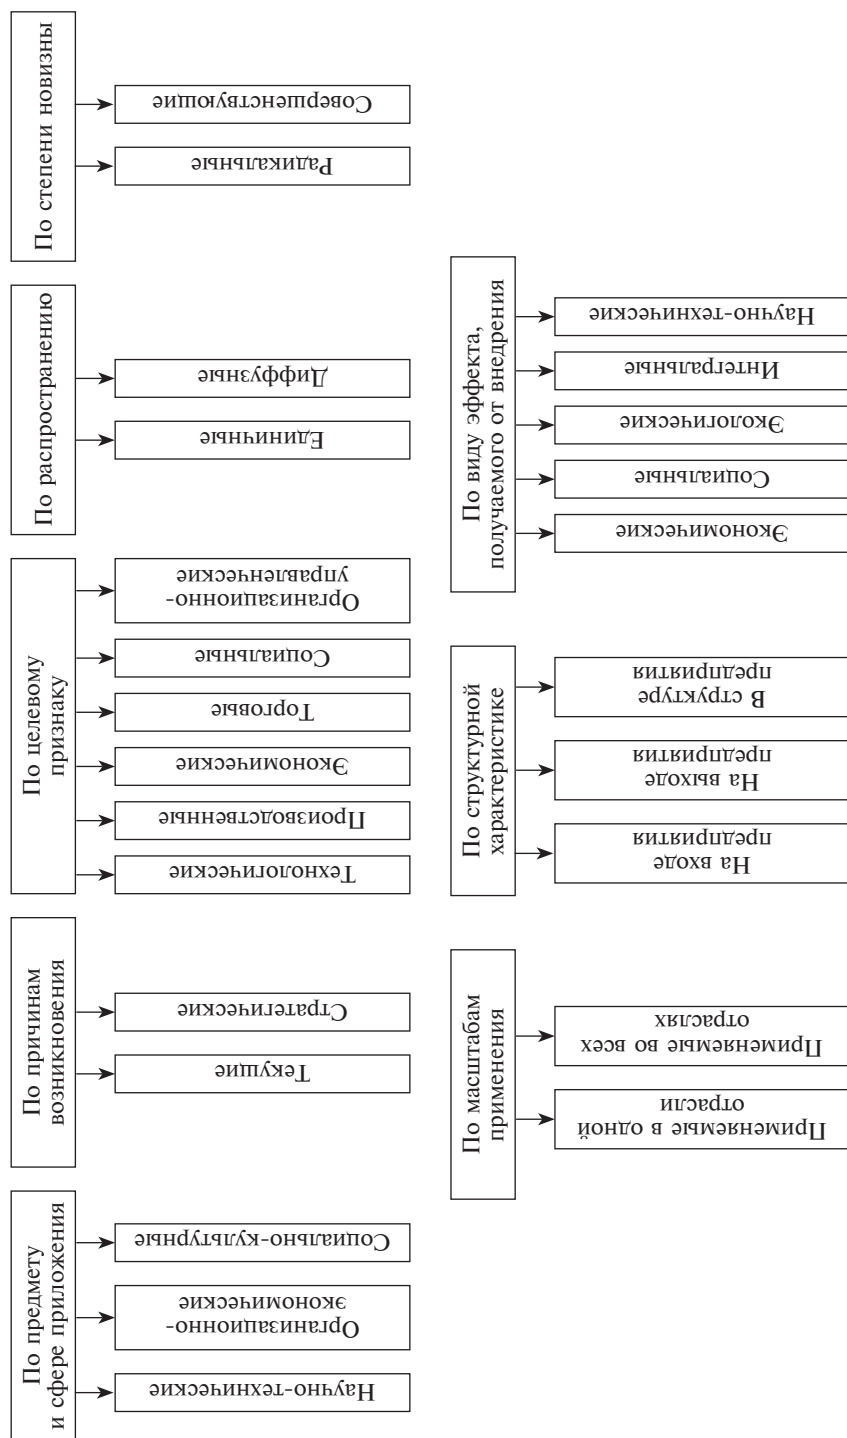 По предмету
и сфере приложения
Научно-технические
Организационно-
экономические
Социально-культурные
По причинам
возникновения
Текущие
Стратегические
По целевому
признаку
Технологические
Производственные
Экономические
Торговые
Социальные
Организационно-
управленческие
По распространению
Единичные
Диффузные
По степени новизны
Радикальные
Совершенствующие
По масштабам
применения
Применяемые в одной
отрасли
Применяемые во всех
отраслях
По структурной
характеристике
На входе
предприятия
На выходе
предприятия
В структуре
предприятия
По виду эффекта,
получаемого от внедрения
Экономические
Социальные
Экологические
Интегральные
Научно-технические